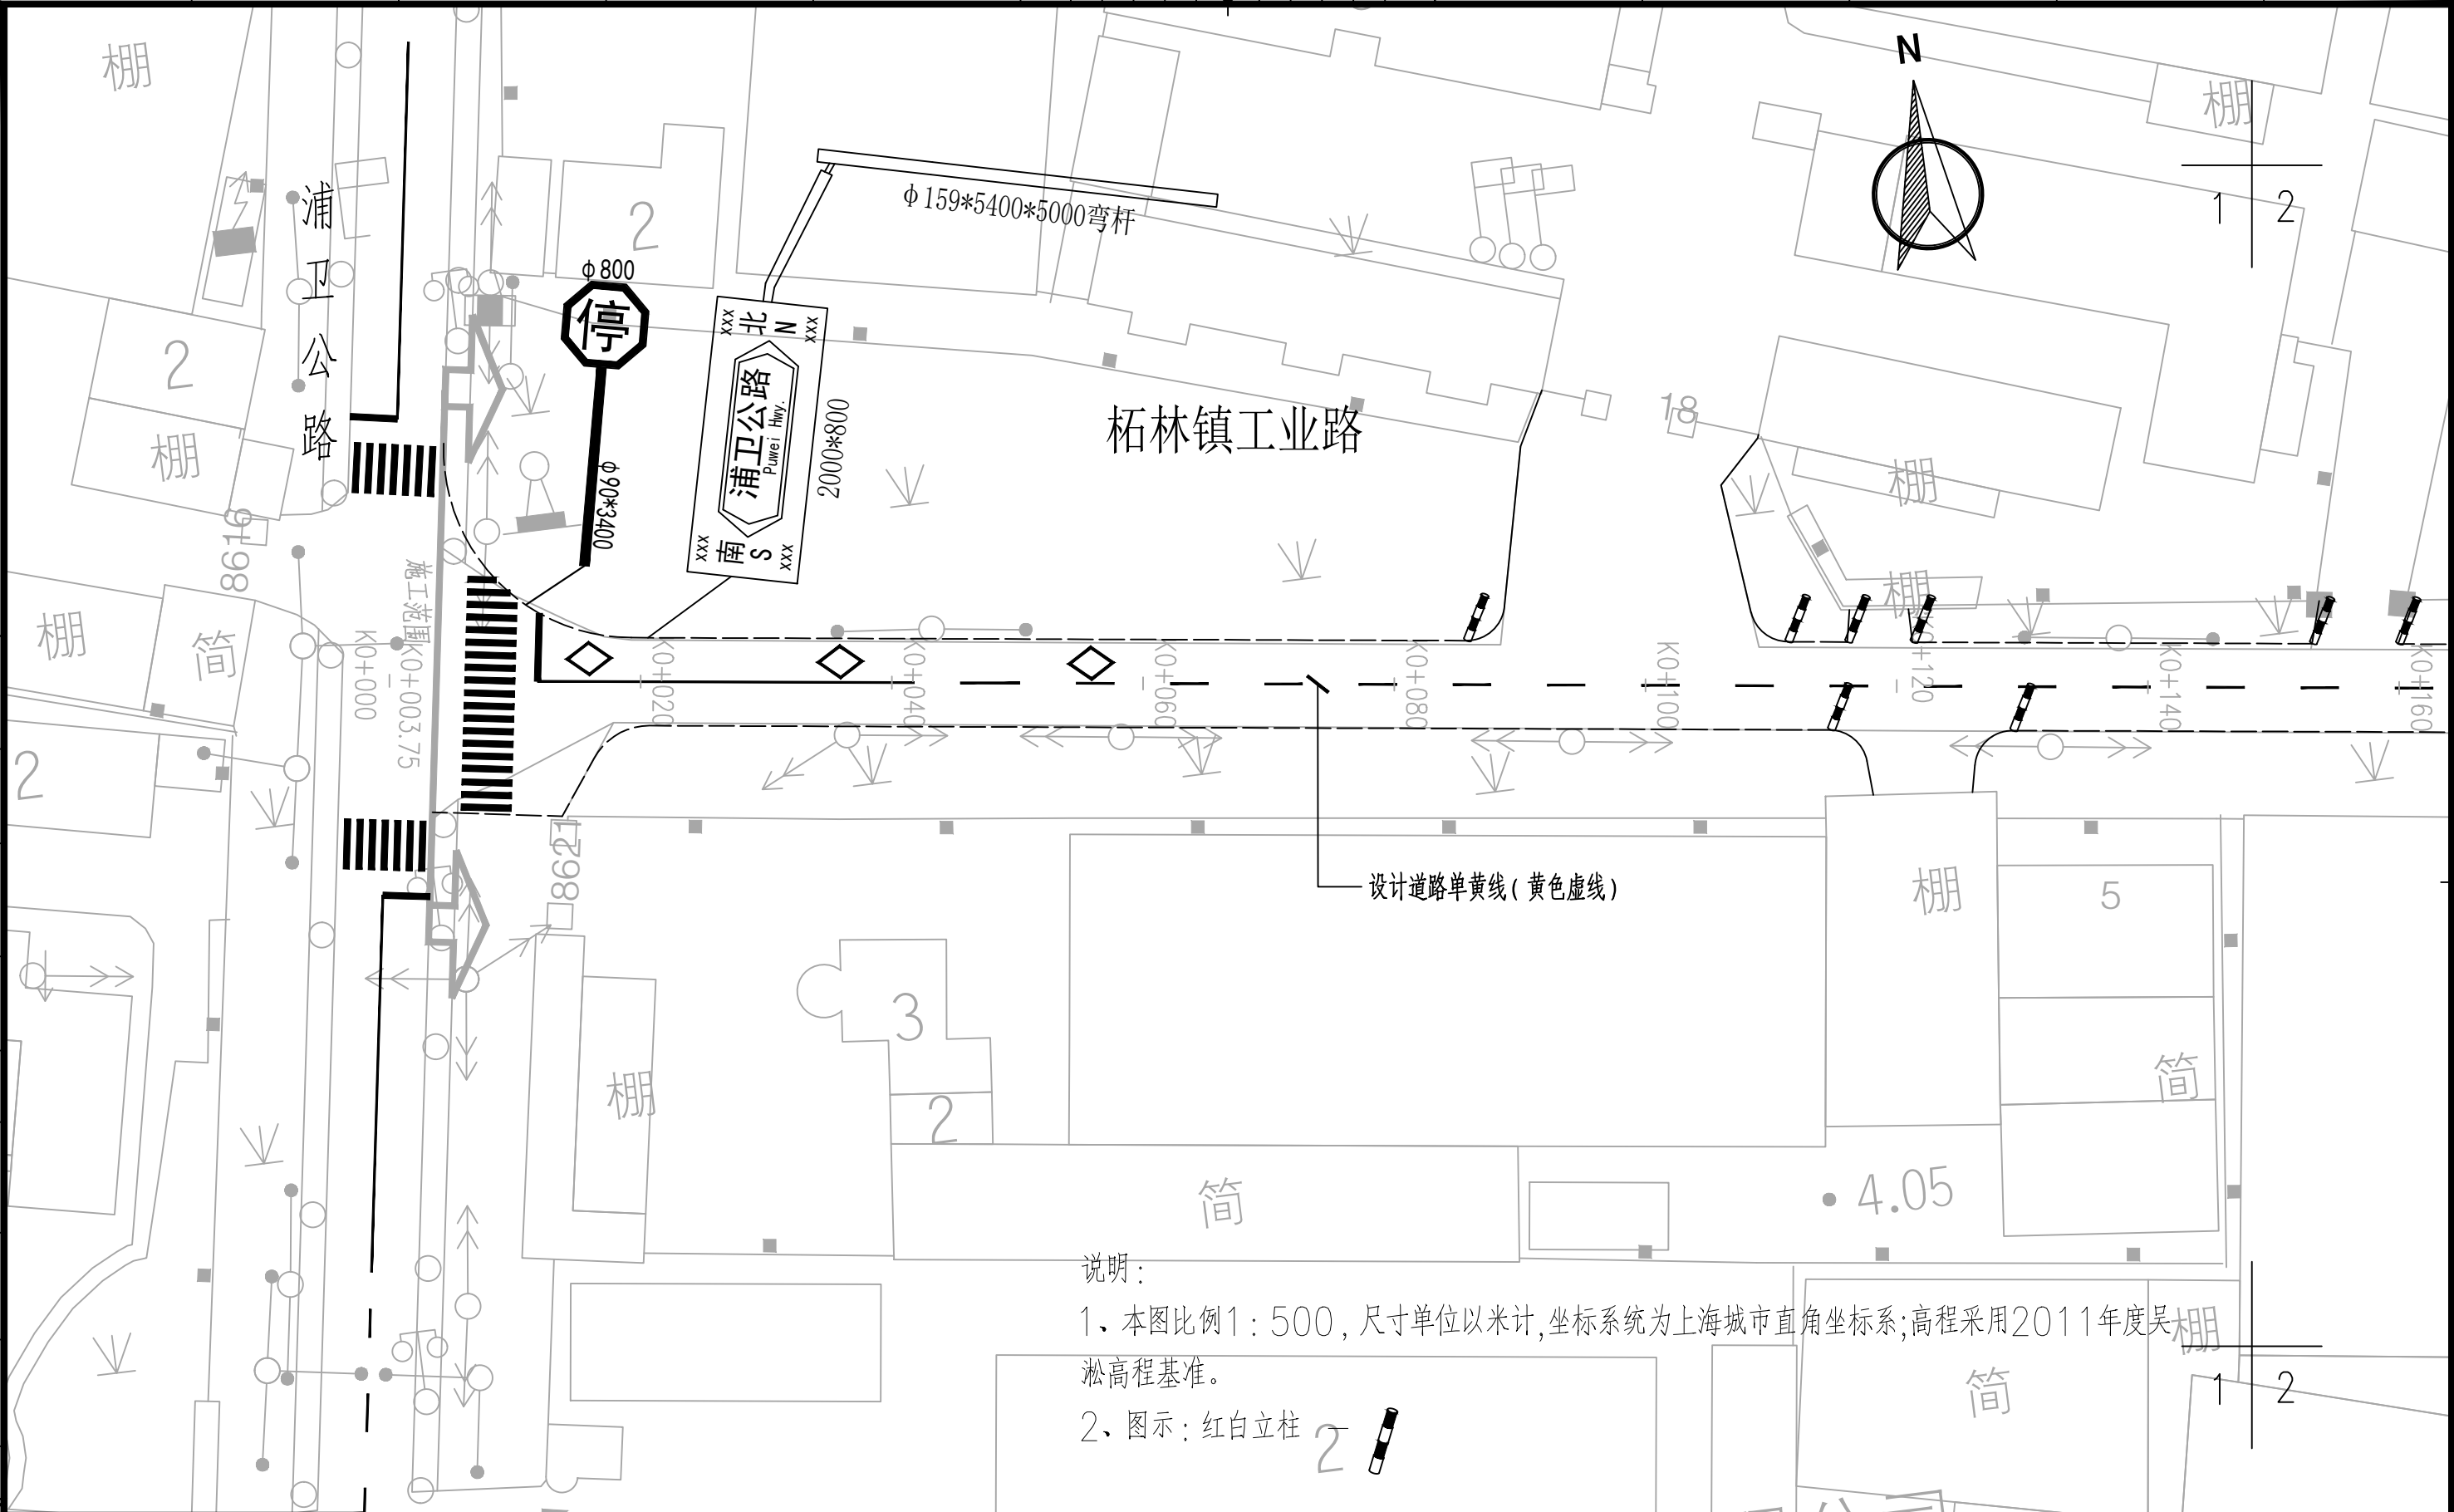 棚
N
棚
1 2
浦卫公路
2
φ159*5400*5000弯杆
φ800
停
xxx 北 N xxx
浦卫公路
Puwei Hwy.
xxx 南 S xxx
2000*800
φ90*3400
2
棚
柘林镇工业路
18
棚
8619
施工范围
K0+003.75
K0+000
棚
简
棚
K0+020
K0+040
K0+060
K0+080
K0+100
K0+120
K0+140
K0+160
2
8621
设计道路单黄线(黄色虚线)
棚
5
3
棚
2
简
简
4.05
说明:
1、本图比例1:500,尺寸单位以米计,坐标系统为上海城市直角坐标系;高程采用2011年度吴
淞高程基准。
2、图示:红白立柱 —
棚
简
1 2
2
公司